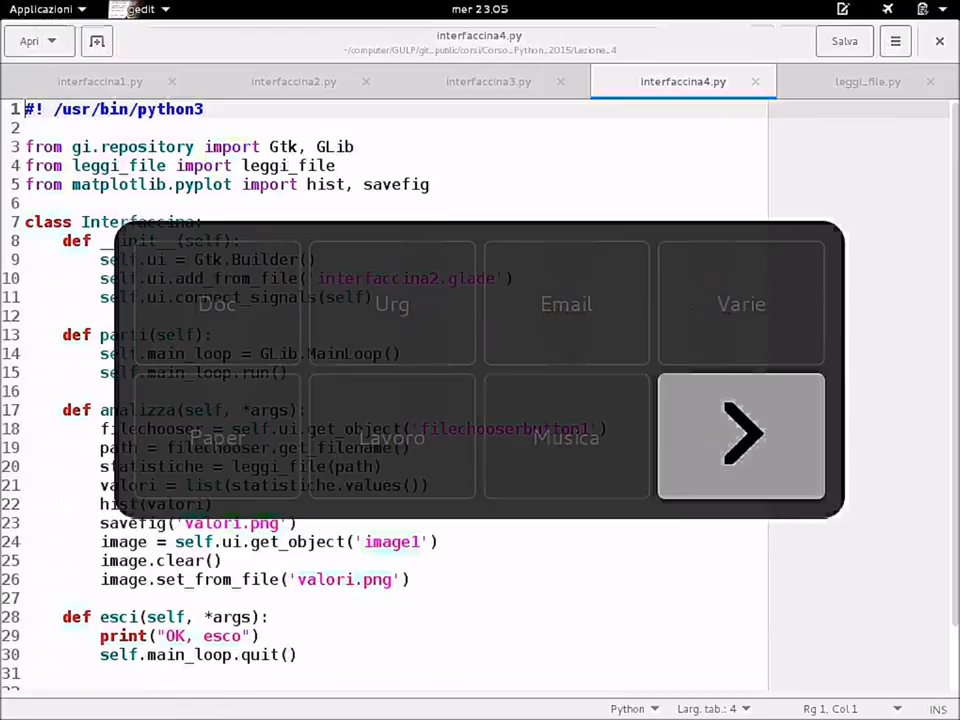 Applicazioni gedit mer 23.05
Apri interfaccina4.py Salva
~/computer/GULP/git_public/corsi/Corso_Python_2015/Lezione_4
interfaccina1.py interfaccina2.py interfaccina3.py interfaccina4.py leggi_file.py
1 #! /usr/bin/python3
2
3 from gi.repository import Gtk, GLib
4 from leggi_file import leggi_file
5 from matplotlib.pyplot import hist, savefig
6
7 class Interfaccina:
8 def __init__(self):
9 self.ui = Gtk.Builder()
10 self.ui.add_from_file('interfaccina2.glade')
11 self.ui.connect_signals(self)
12
13 def parti(self):
14 self.main_loop = GLib.MainLoop()
15 self.main_loop.run()
16
17 def analizza(self, *args):
18 filechooser = self.ui.get_object('filechooserbutton1')
19 path = filechooser.get_filename()
20 statistiche = leggi_file(path)
21 valori = list(statistiche.values())
22 hist(valori)
23 savefig('valori.png')
24 image = self.ui.get_object('image1')
25 image.clear()
26 image.set_from_file('valori.png')
27
28 def esci(self, *args):
29 print("OK, esco")
30 self.main_loop.quit()
31
Doc Urg Email Varie
Paper Lavoro Musica
Python Larg. tab.: 4 Rg 1, Col 1 INS